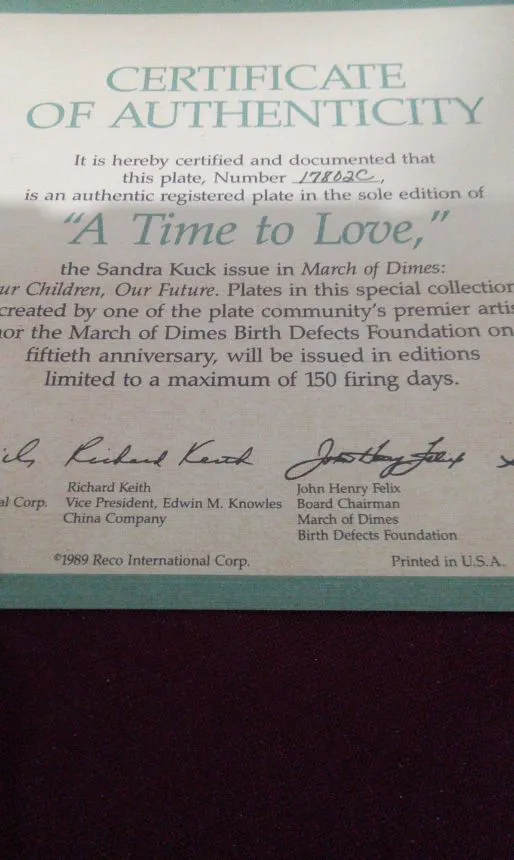 CERTIFICATE
OF AUTHENTICITY
It is hereby certified and documented that
this plate, Number 17802C,
is an authentic registered plate in the sole edition of
"A Time to Love,"
the Sandra Kuck issue in March of Dimes:
ur Children, Our Future. Plates in this special collection
created by one of the plate community's premier artis
or the March of Dimes Birth Defects Foundation on
fiftieth anniversary, will be issued in editions
limited to a maximum of 150 firing days.
Richard Keith John Henry Felix
Richard Keith John Henry Felix
al Corp. Vice President, Edwin M. Knowles Board Chairman
China Company March of Dimes
Birth Defects Foundation
©1989 Reco International Corp. Printed in U.S.A.